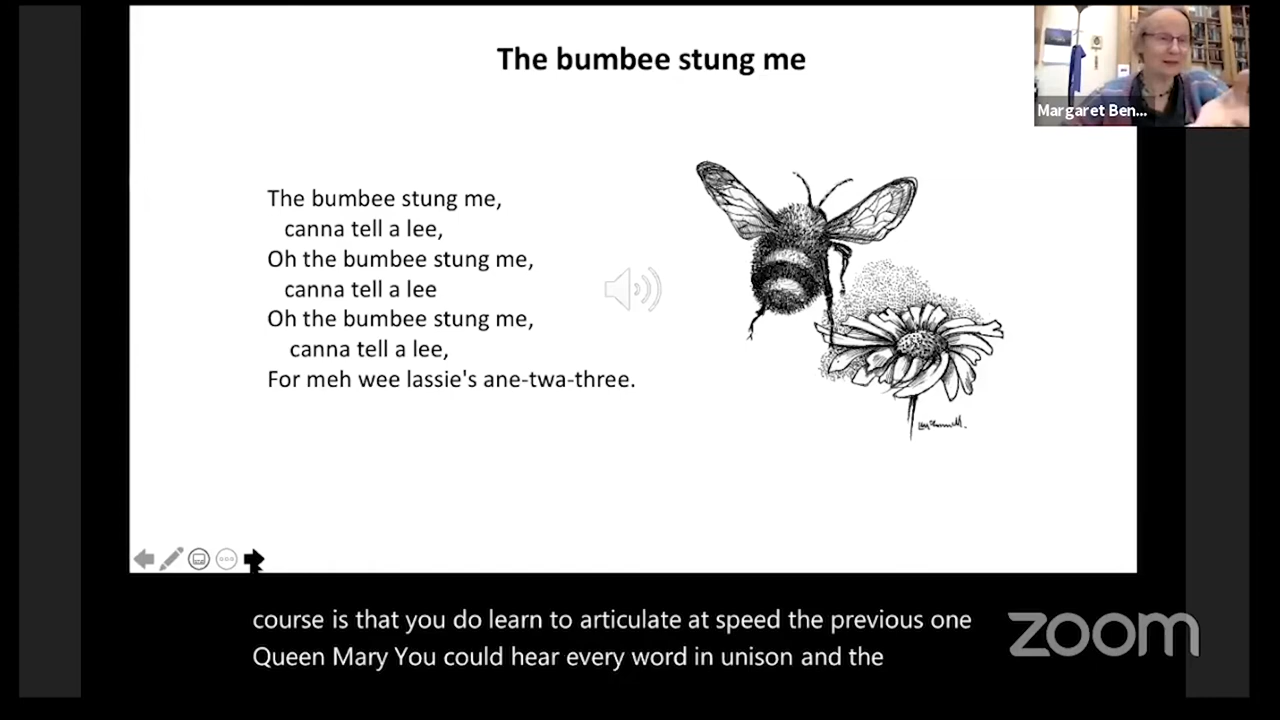 The bumbee stung me
Margaret Ben...
The bumbee stung me,
canna tell a lee,
Oh the bumbee stung me,
canna tell a lee
Oh the bumbee stung me,
canna tell a lee,
For meh wee lassie's ane-twa-three.
course is that you do learn to articulate at speed the previous one
Queen Mary You could hear every word in unison and the
zoom